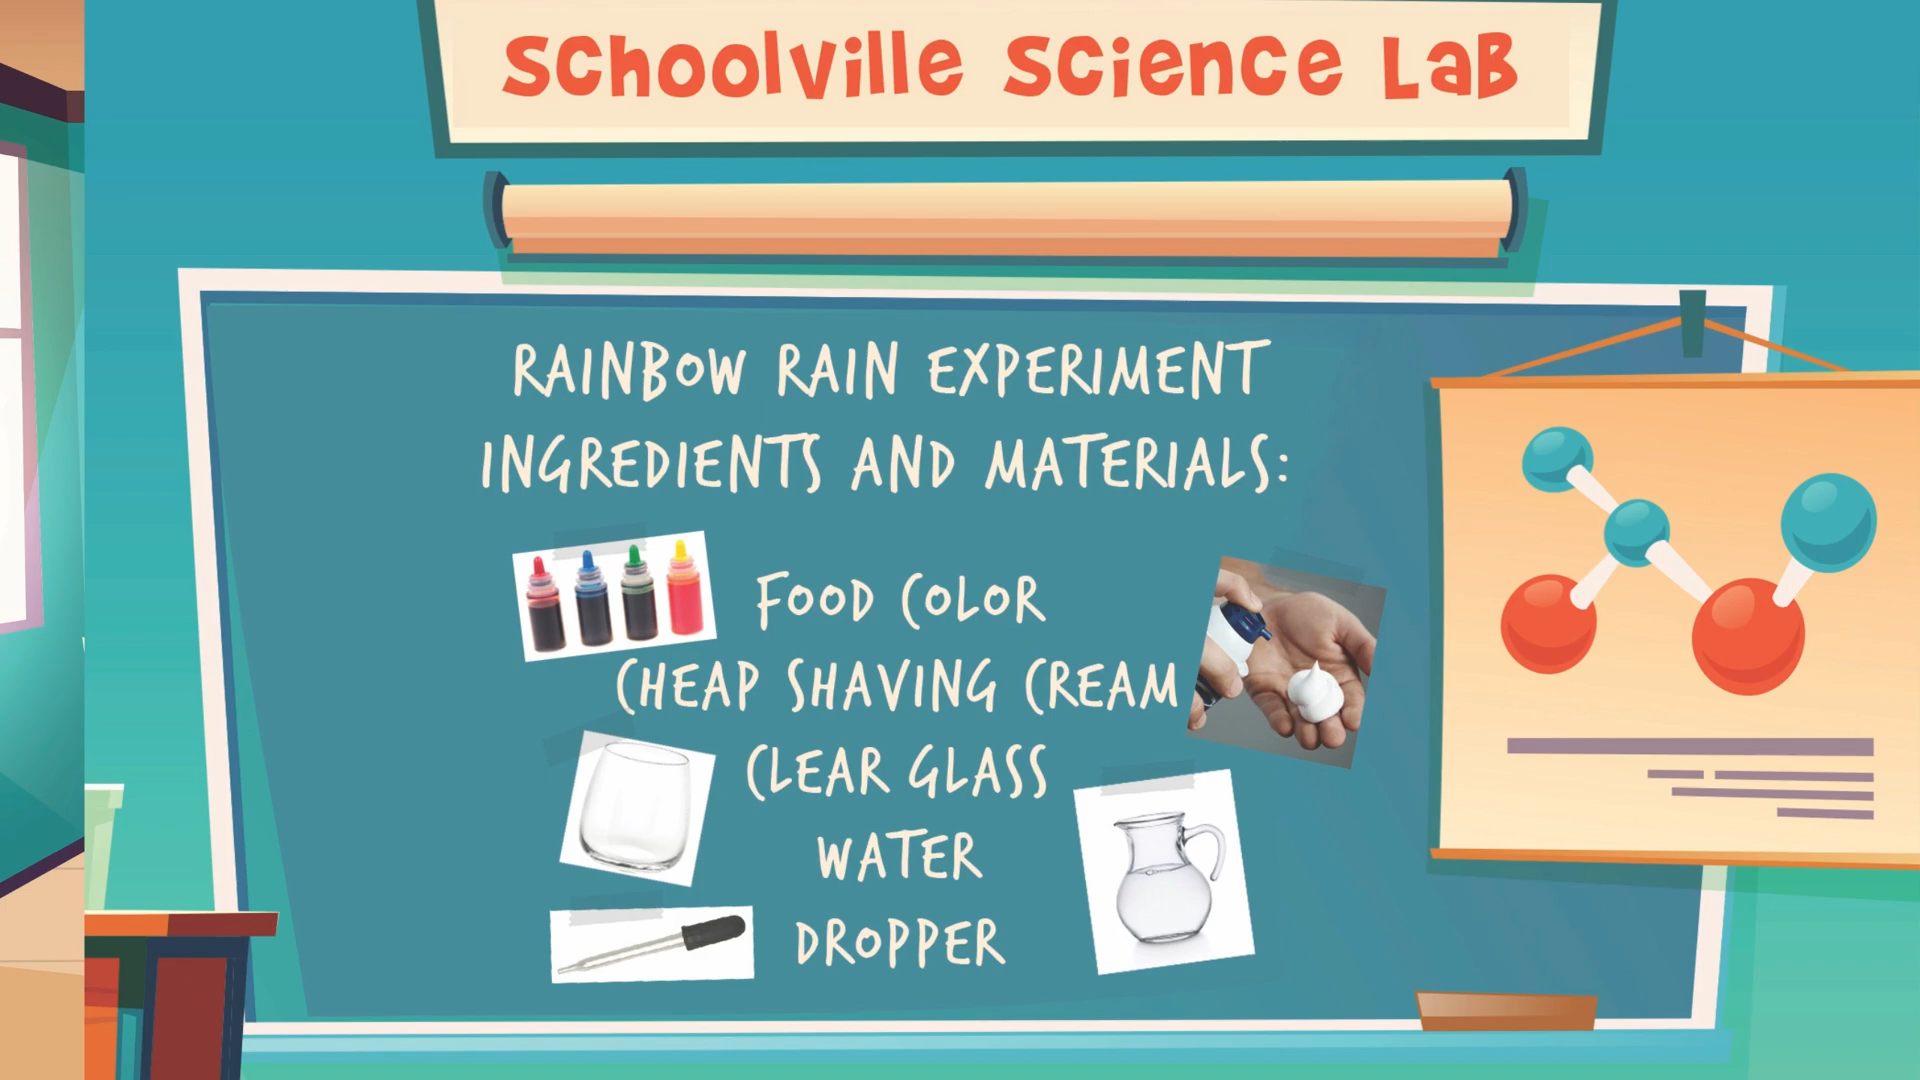 Schoolville Science Lab
RAINBOW RAIN EXPERIMENT
INGREDIENTS AND MATERIALS:
FOOD COLOR
CHEAP SHAVING CREAM
CLEAR GLASS
WATER
DROPPER